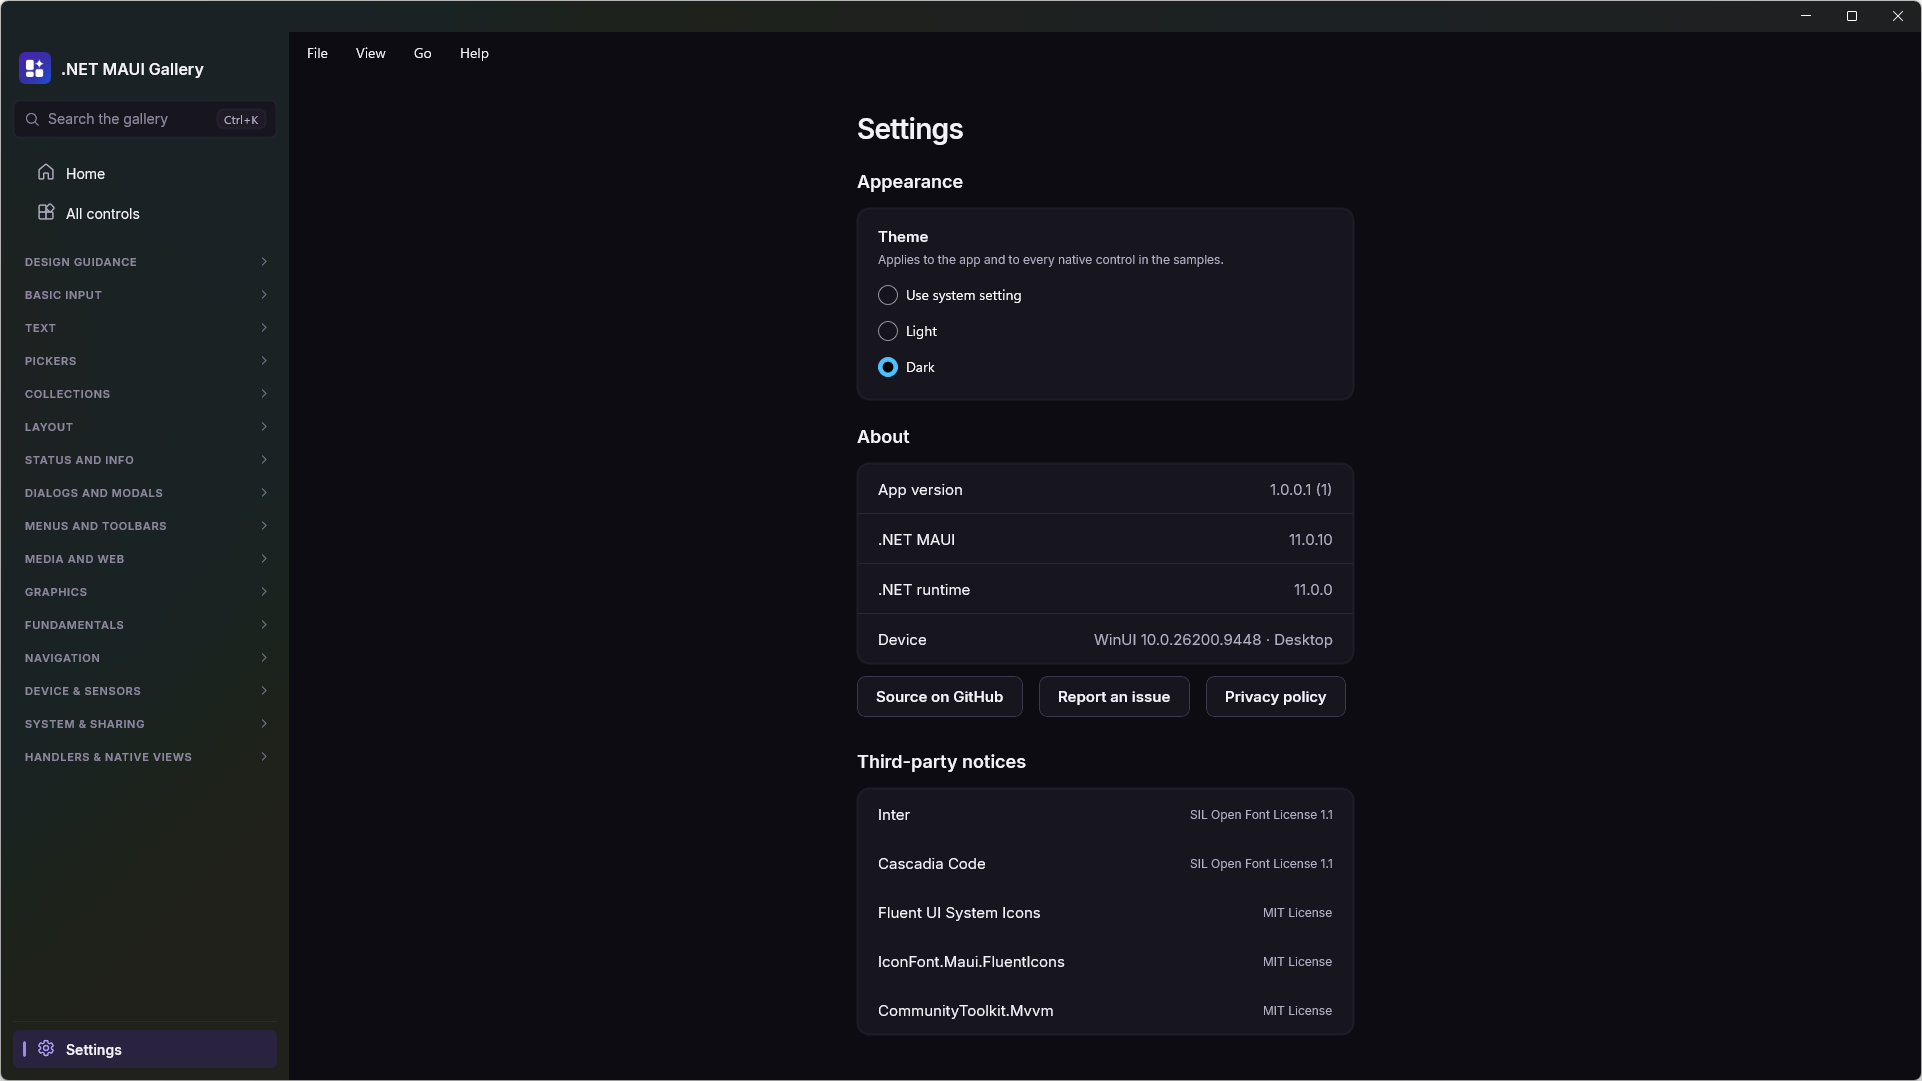 .NET MAUI Gallery
Search the gallery Ctrl+K
Home
All controls
DESIGN GUIDANCE
BASIC INPUT
TEXT
PICKERS
COLLECTIONS
LAYOUT
STATUS AND INFO
DIALOGS AND MODALS
MENUS AND TOOLBARS
MEDIA AND WEB
GRAPHICS
FUNDAMENTALS
NAVIGATION
DEVICE & SENSORS
SYSTEM & SHARING
HANDLERS & NATIVE VIEWS
Settings
File View Go Help
Settings
Appearance
Theme
Applies to the app and to every native control in the samples.
Use system setting
Light
Dark
About
App version 1.0.0.1 (1)
.NET MAUI 11.0.10
.NET runtime 11.0.0
Device WinUI 10.0.26200.9448 · Desktop
Source on GitHub Report an issue Privacy policy
Third-party notices
Inter SIL Open Font License 1.1
Cascadia Code SIL Open Font License 1.1
Fluent UI System Icons MIT License
IconFont.Maui.FluentIcons MIT License
CommunityToolkit.Mvvm MIT License